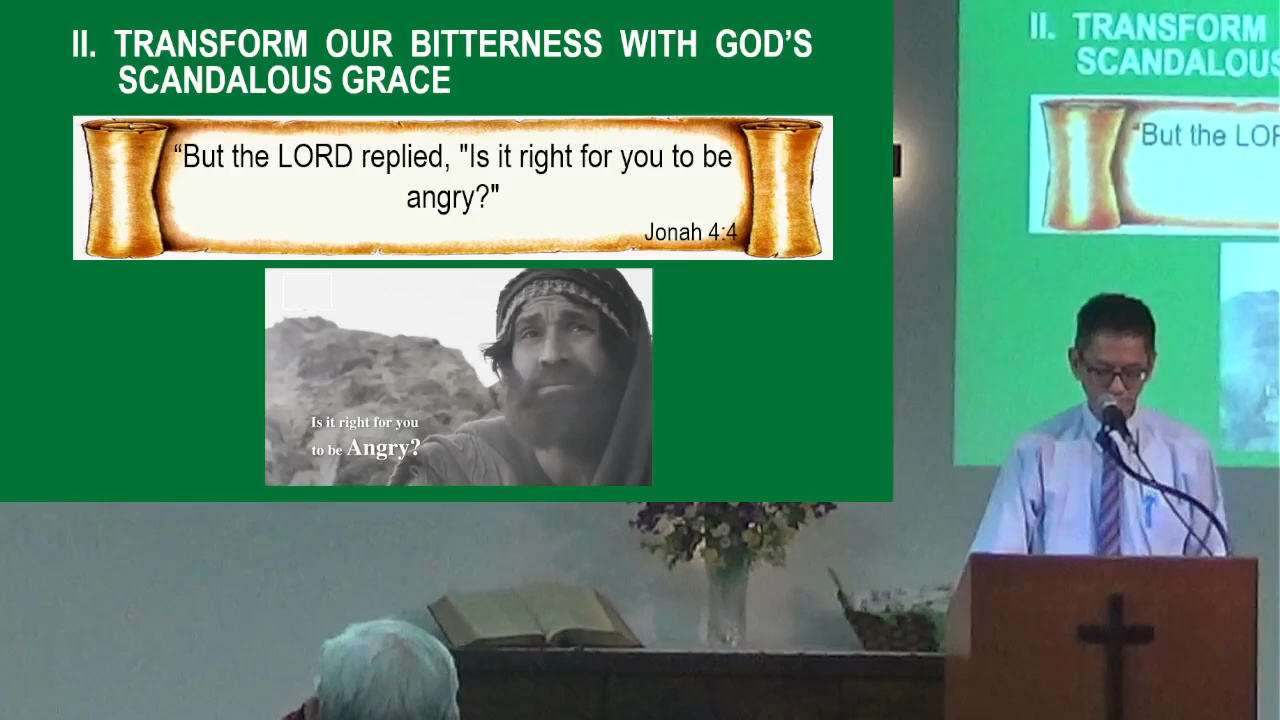 II. TRANSFORM OUR BITTERNESS WITH GOD’S
SCANDALOUS GRACE
“But the LORD replied, "Is it right for you to be
angry?"
Jonah 4:4
Is it right for you
to be Angry?
II. TRANSFORM
SCANDALOUS
“But the LOR